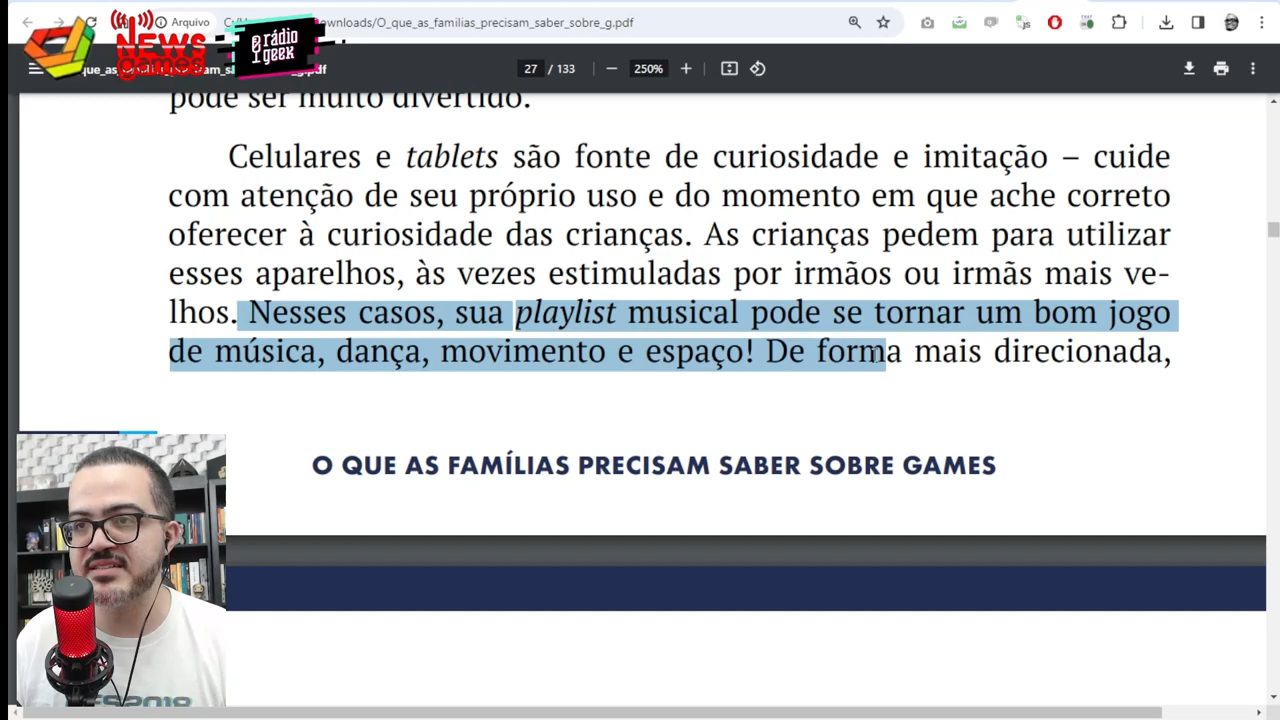 Arquivo
ownloads/O_que_as_familias_precisam_saber_sobre_g.pdf
NEWS
games
rádio
geek
27 / 133
250%
pode ser muito divertido.
Celulares e tablets são fonte de curiosidade e imitação – cuide
com atenção de seu próprio uso e do momento em que ache correto
oferecer à curiosidade das crianças. As crianças pedem para utilizar
esses aparelhos, às vezes estimuladas por irmãos ou irmãs mais ve-
lhos. Nesses casos, sua playlist musical pode se tornar um bom jogo
de música, dança, movimento e espaço! De forma mais direcionada,
O QUE AS FAMÍLIAS PRECISAM SABER SOBRE GAMES